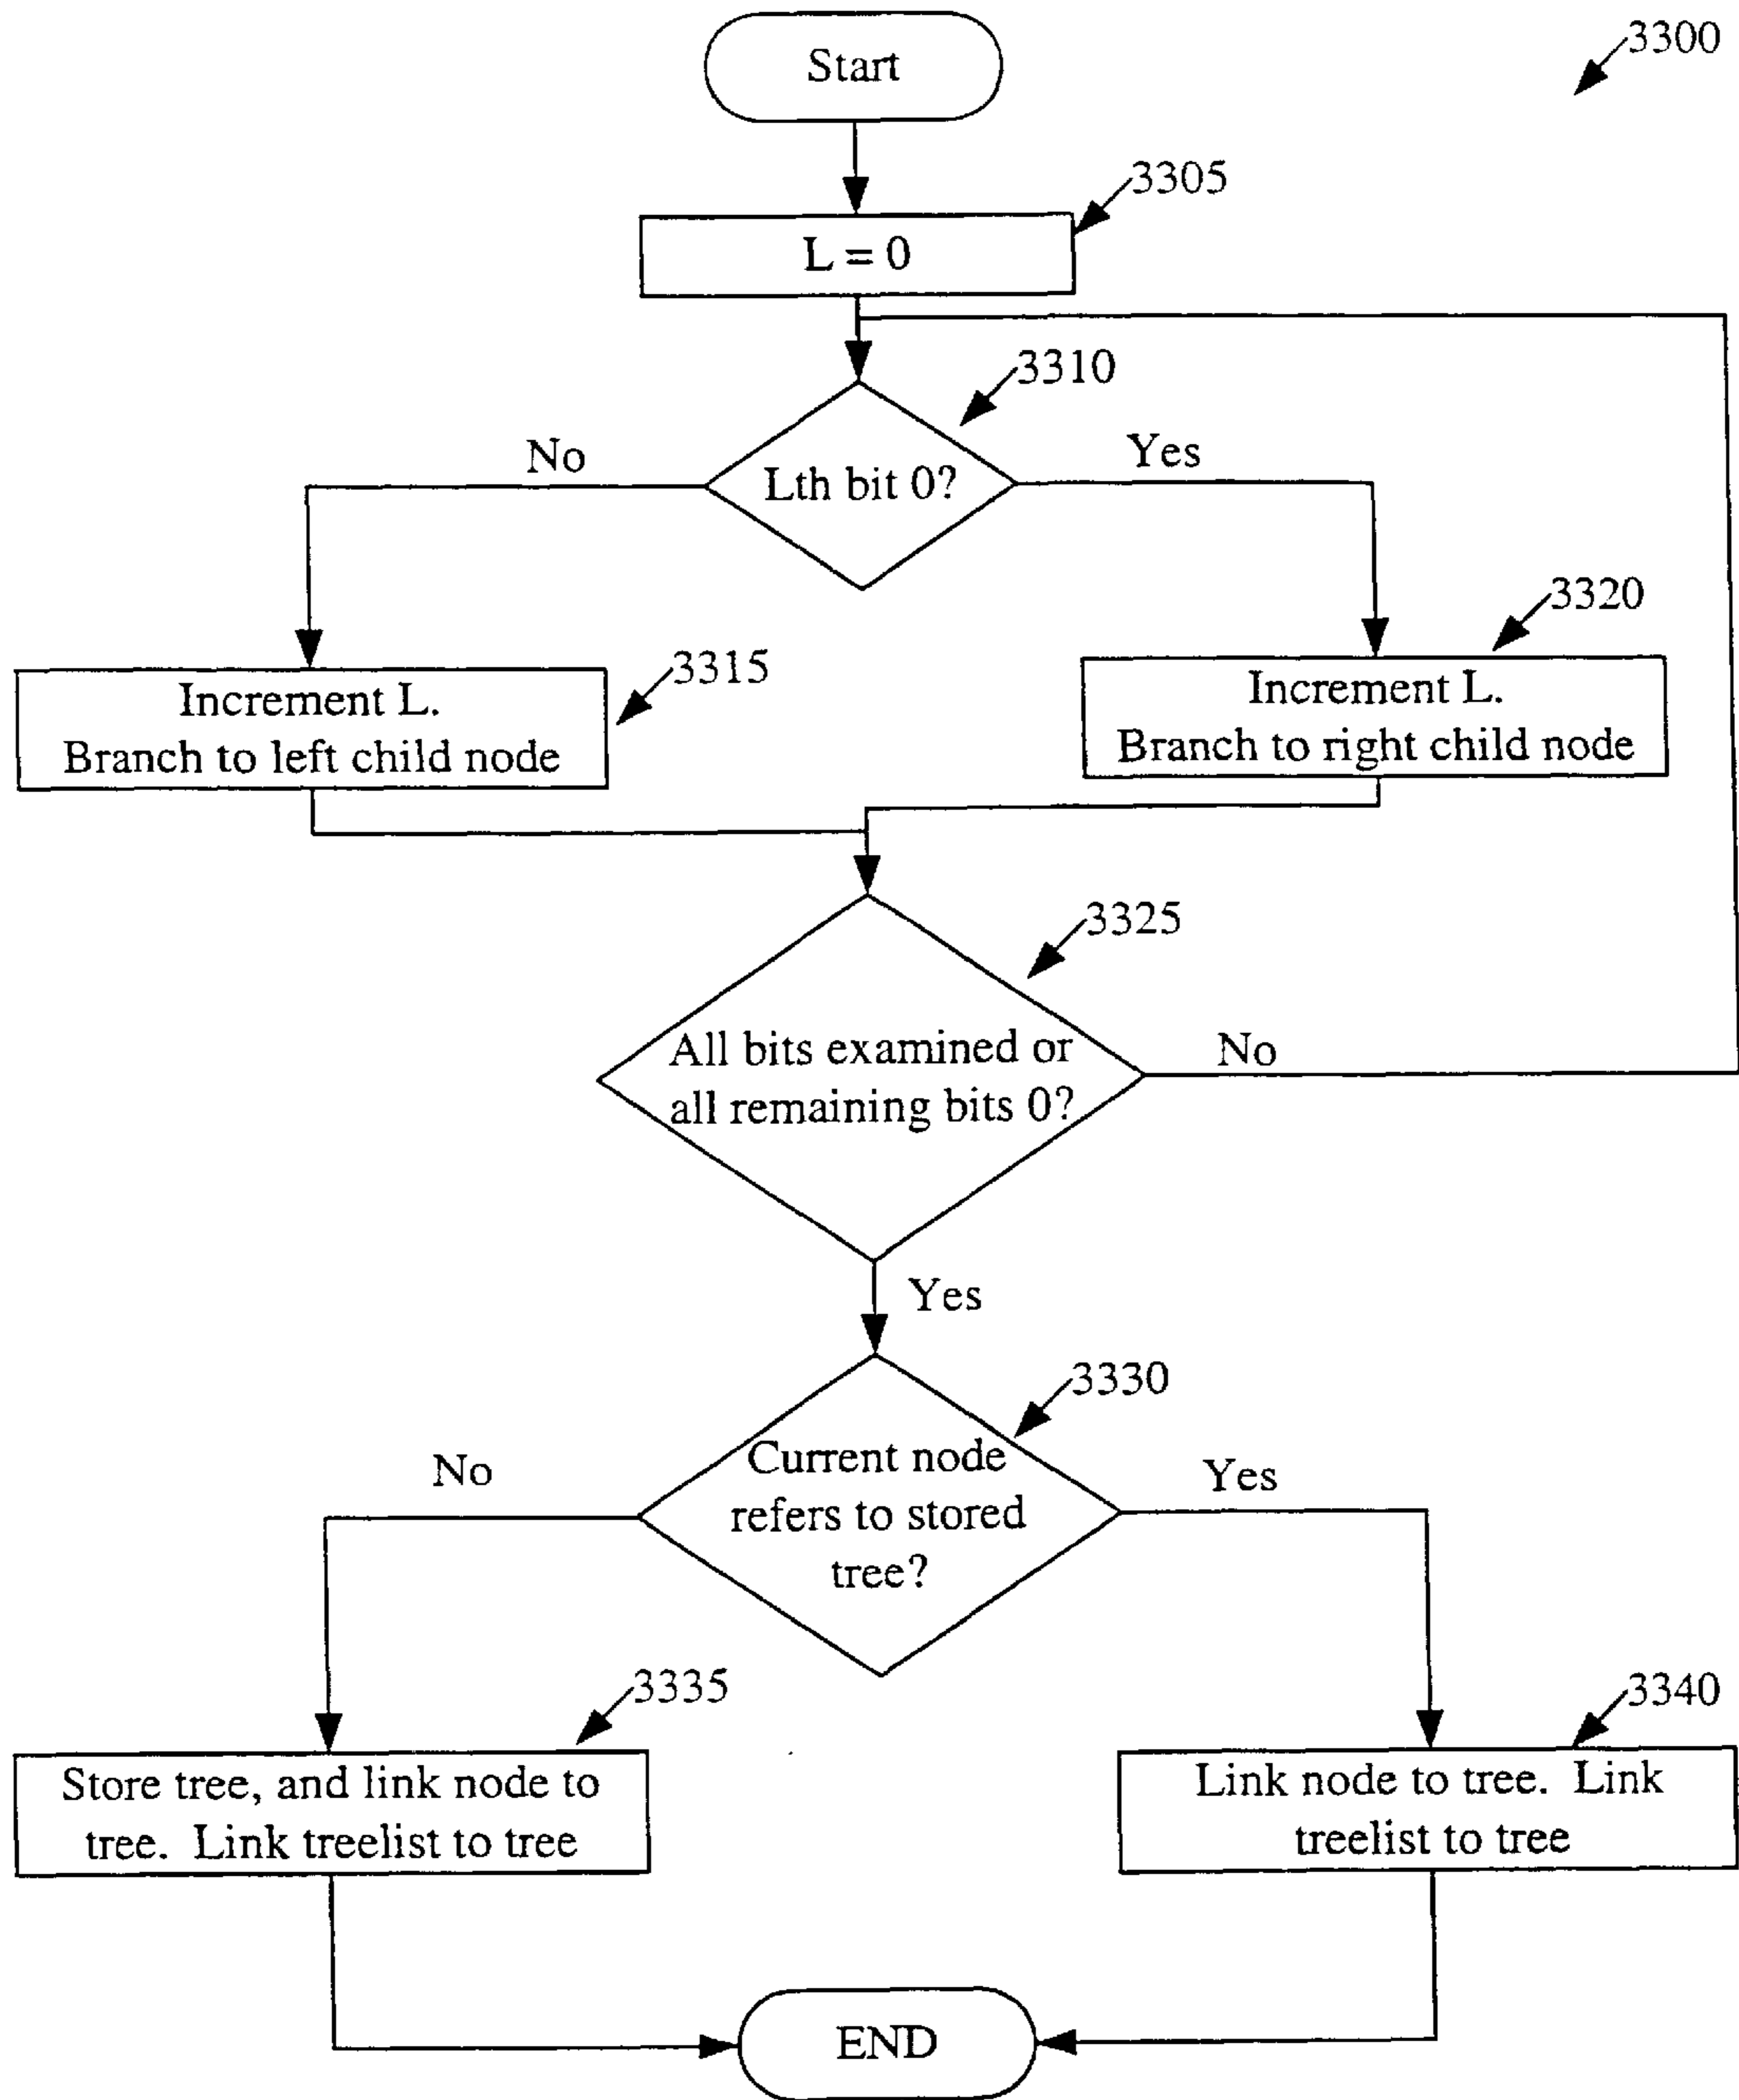 Start
3300
3305
L = 0
3310
No
Yes
Lth bit 0?
3320
3315
Increment L.
Branch to left child node
Increment L.
Branch to right child node
3325
All bits examined or
all remaining bits 0?
No
Yes
3330
No
Current node
refers to stored
tree?
Yes
3335
3340
Store tree, and link node to
tree. Link treelist to tree
Link node to tree. Link
treelist to tree
END